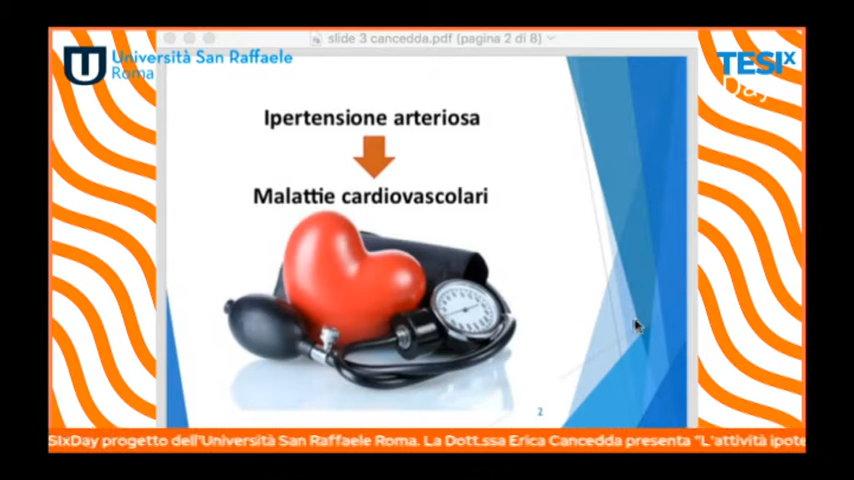 slide 3 cancedda.pdf (pagina 2 di 8)
Università San Raffaele
Roma
TESIx
Day
Ipertensione arteriosa
Malattie cardiovascolari
2
SIxDay progetto dell'Università San Raffaele Roma. La Dott.ssa Erica Cancedda presenta "L'attività ipote